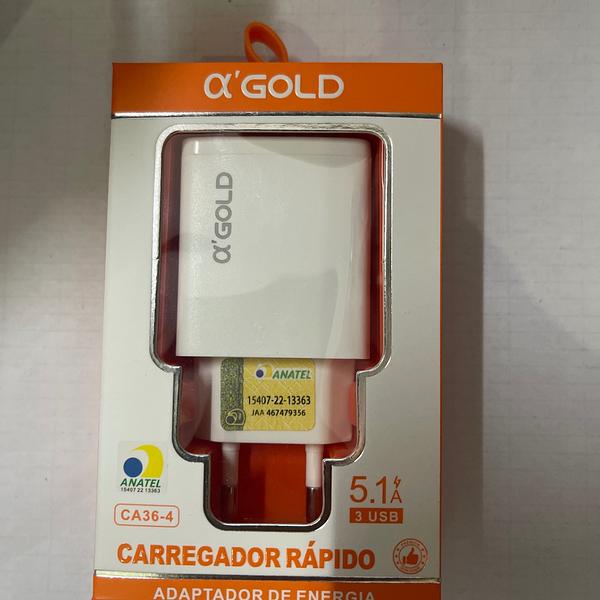 α'GOLD
α'GOLD
ANATEL
15407-22-13363
JAA 467479356
ANATEL
15407 22 13363
CA36-4
5.1A
3 USB
CARREGADOR RÁPIDO
ADAPTADOR DE ENERGIA